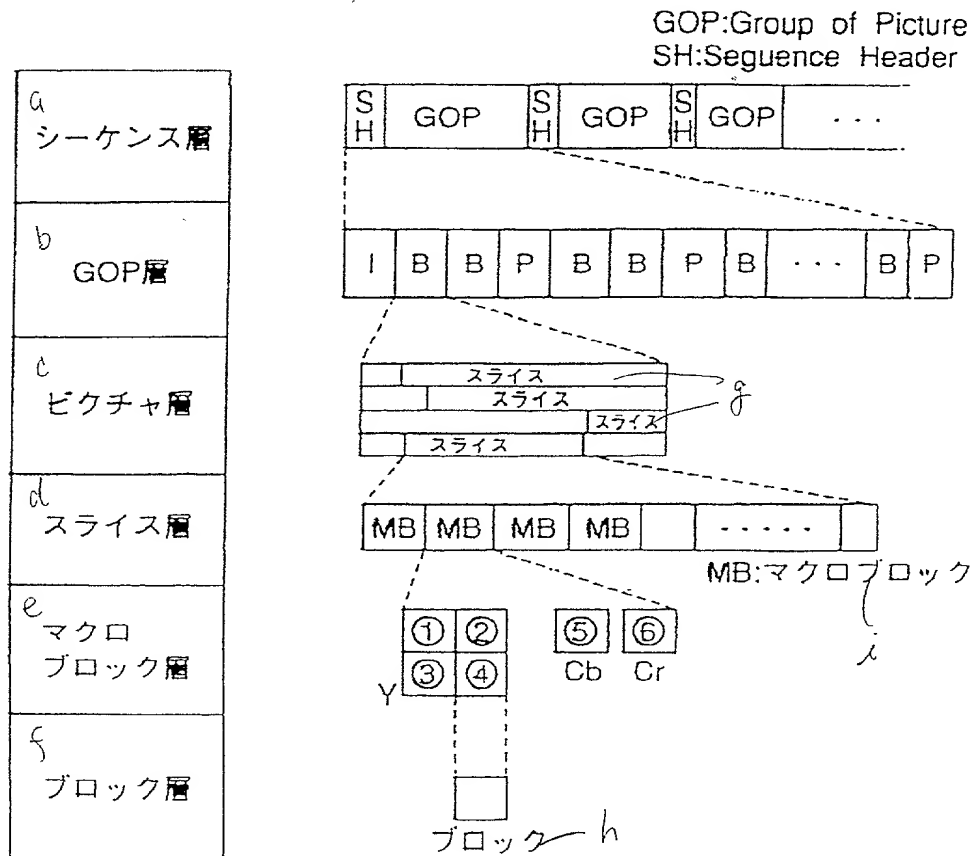 GOP:Group of Picture
SH:Seguence Header
a
シーケンス層
SH GOP SH GOP SH GOP ・・・
b
GOP層
I B B P B B P B ・・・ B P
c
ピクチャ層
スライス
スライス
スライス
スライス
g
d
スライス層
MB MB MB MB ・・・・・
MB:マクロブロック
i
e
マクロ
ブロック層
① ② ⑤ ⑥
③ ④ Cb Cr
Y
f
ブロック層
ブロック h